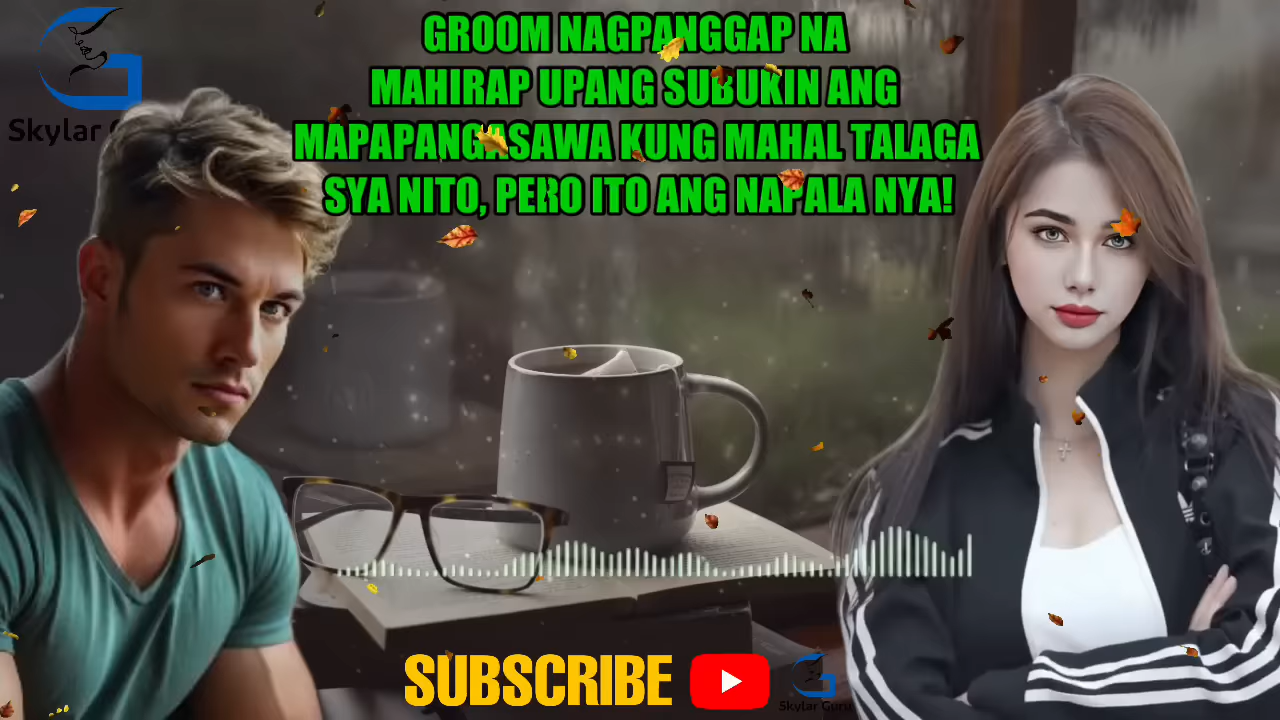 GROOM NAGPANGGAP NA
MAHIRAP UPANG SUBUKIN ANG
MAPAPANGASAWA KUNG MAHAL TALAGA
SYA NITO, PERO ITO ANG NAPALA NYA!
Skylar G
SUBSCRIBE
Skylar Guru